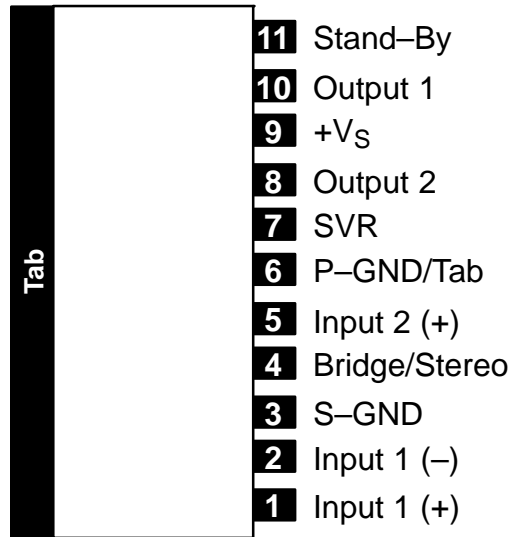 Tab
11 Stand–By
10 Output 1
9 +VS
8 Output 2
7 SVR
6 P–GND/Tab
5 Input 2 (+)
4 Bridge/Stereo
3 S–GND
2 Input 1 (–)
1 Input 1 (+)